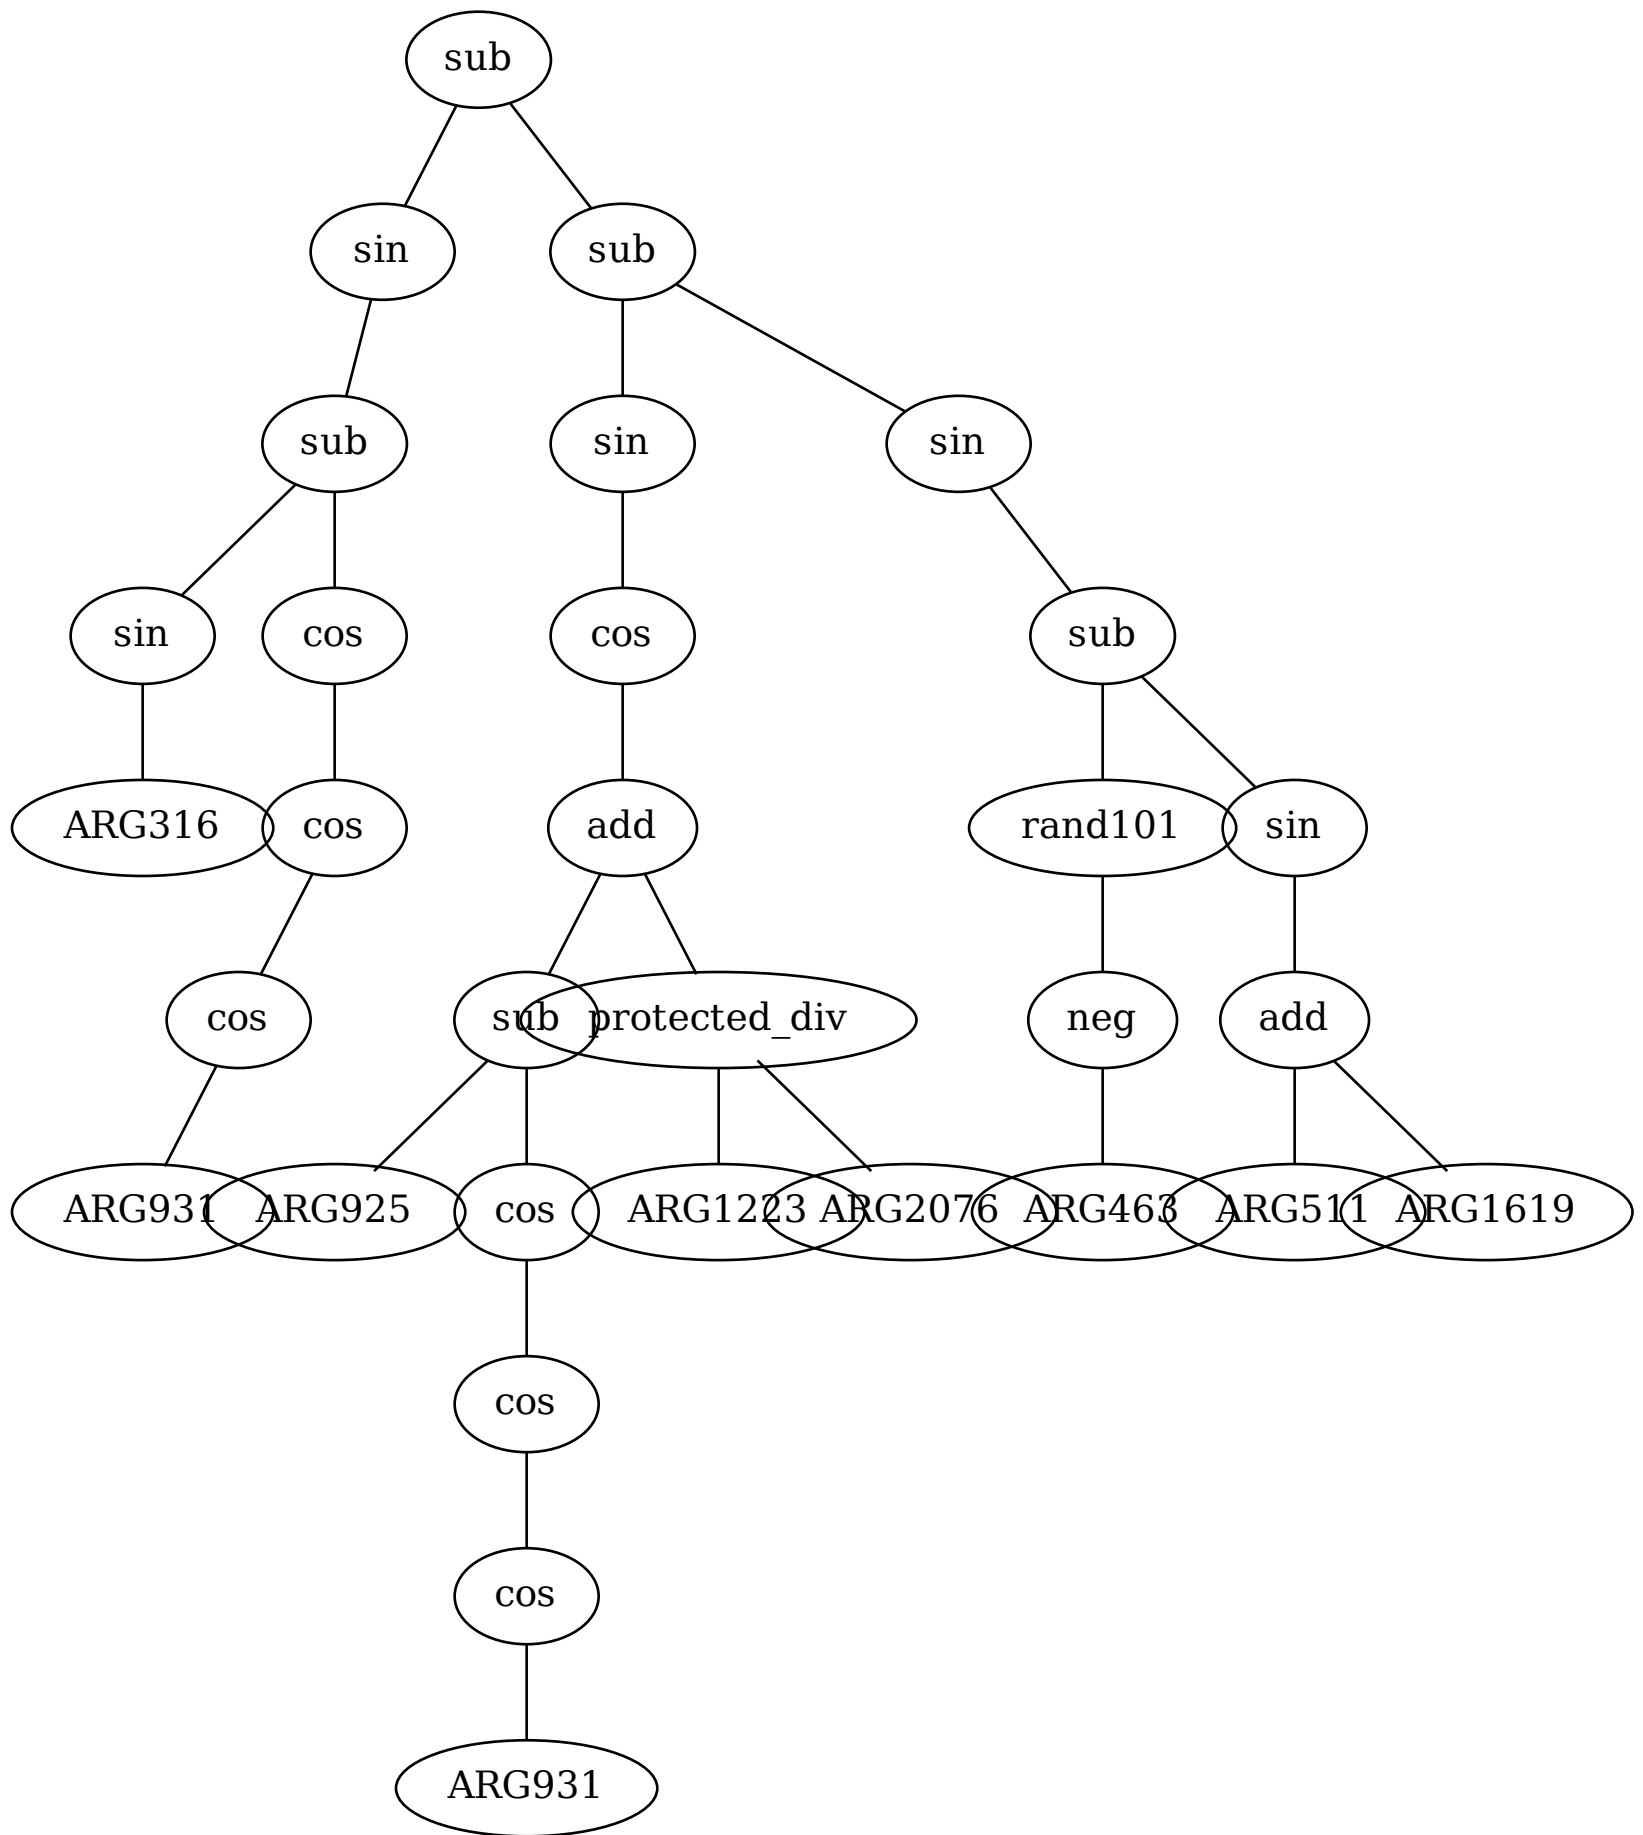 sub
sin sub
sub sin sin
sin cos cos sub
ARG316 cos add rand101 sin
cos sub protected_div neg add
ARG931 ARG925 cos ARG1223 ARG2076 ARG463 ARG511 ARG1619
cos
cos
ARG931